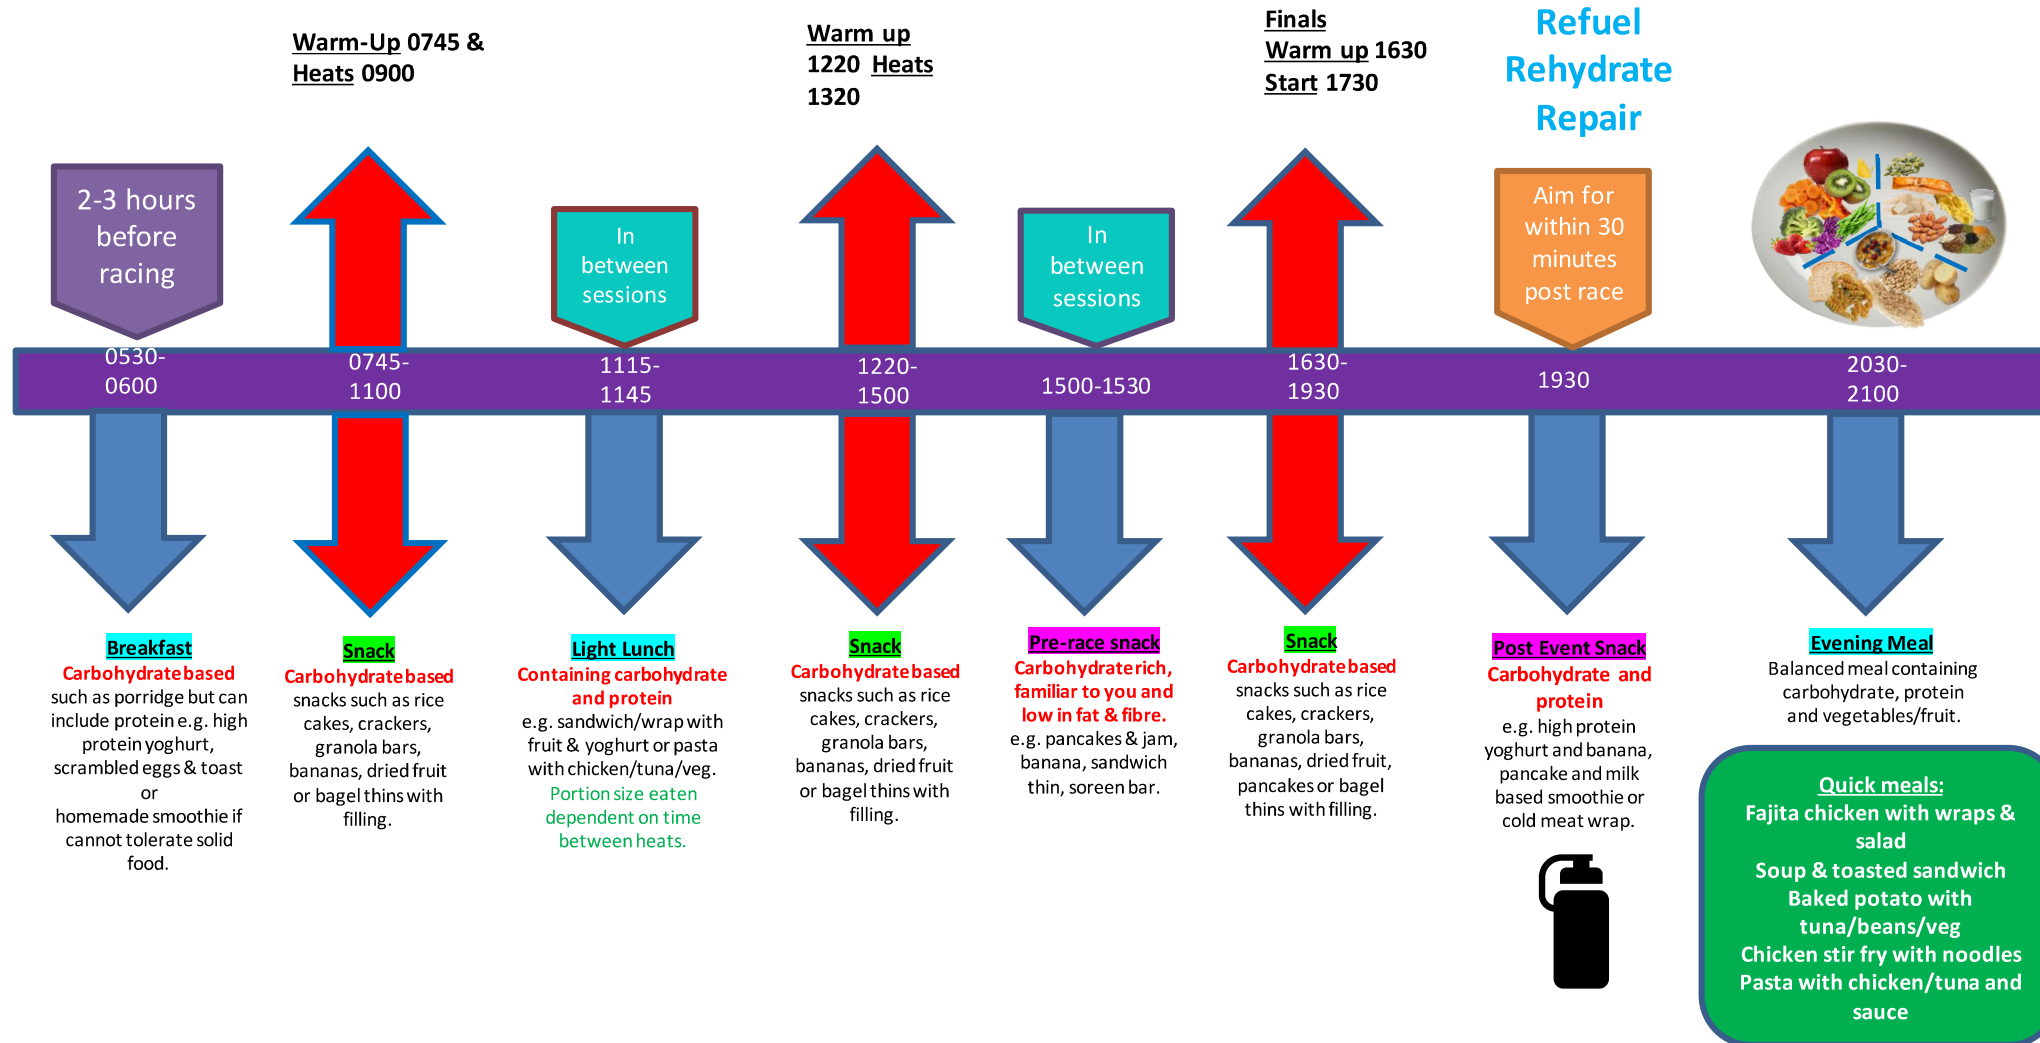 Warm-Up 0745 &
Heats 0900
Warm up
1220 Heats
1320
Finals
Warm up 1630
Start 1730
Refuel
Rehydrate
Repair
2-3 hours
before
racing
In
between
sessions
In
between
sessions
Aim for
within 30
minutes
post race
0530-
0600
0745-
1100
1115-
1145
1220-
1500
1500-1530
1630-
1930
1930
2030-
2100
Breakfast
Carbohydrate based
such as porridge but can
include protein e.g. high
protein yoghurt,
scrambled eggs & toast
or
homemade smoothie if
cannot tolerate solid
food.
Snack
Carbohydrate based
snacks such as rice
cakes, crackers,
granola bars,
bananas, dried fruit
or bagel thins with
filling.
Light Lunch
Containing carbohydrate
and protein
e.g. sandwich/wrap with
fruit & yoghurt or pasta
with chicken/tuna/veg.
Portion size eaten
dependent on time
between heats.
Snack
Carbohydrate based
snacks such as rice
cakes, crackers,
granola bars,
bananas, dried fruit
or bagel thins with
filling.
Pre-race snack
Carbohydrate rich,
familiar to you and
low in fat & fibre.
e.g. pancakes & jam,
banana, sandwich
thin, soreen bar.
Snack
Carbohydrate based
snacks such as rice
cakes, crackers,
granola bars,
bananas, dried fruit,
pancakes or bagel
thins with filling.
Post Event Snack
Carbohydrate and
protein
e.g. high protein
yoghurt and banana,
pancake and milk
based smoothie or
cold meat wrap.
Evening Meal
Balanced meal containing
carbohydrate, protein
and vegetables/fruit.
Quick meals:
Fajita chicken with wraps &
salad
Soup & toasted sandwich
Baked potato with
tuna/beans/veg
Chicken stir fry with noodles
Pasta with chicken/tuna and
sauce